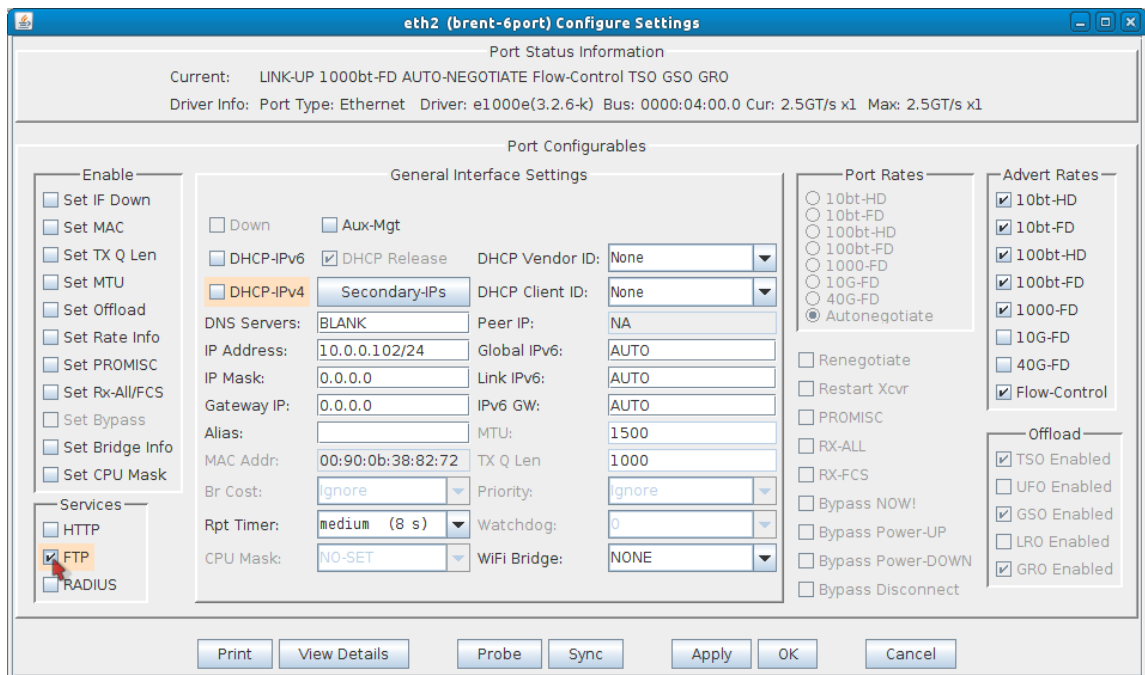 eth2 (brent-6port) Configure Settings
Port Status Information
Current: LINK-UP 1000bt-FD AUTO-NEGOTIATE Flow-Control TSO GSO GRO
Driver Info: Port Type: Ethernet Driver: e1000e(3.2.6-k) Bus: 0000:04:00.0 Cur: 2.5GT/s x1 Max: 2.5GT/s x1
Port Configurables
Enable
Set IF Down
Set MAC
Set TX Q Len
Set MTU
Set Offload
Set Rate Info
Set PROMISC
Set Rx-All/FCS
Set Bypass
Set Bridge Info
Set CPU Mask
Services
HTTP
FTP
RADIUS
General Interface Settings
Down Aux-Mgt
DHCP-IPv6 DHCP Release DHCP Vendor ID: None
DHCP-IPv4 Secondary-IPs DHCP Client ID: None
DNS Servers: BLANK Peer IP: NA
IP Address: 10.0.0.102/24 Global IPv6: AUTO
IP Mask: 0.0.0.0 Link IPv6: AUTO
Gateway IP: 0.0.0.0 IPv6 GW: AUTO
Alias: MTU: 1500
MAC Addr: 00:90:0b:38:82:72 TX Q Len 1000
Br Cost: Ignore Priority: Ignore
Rpt Timer: medium (8 s) Watchdog: 0
CPU Mask: NO-SET WiFi Bridge: NONE
Port Rates
10bt-HD
10bt-FD
100bt-HD
100bt-FD
1000-FD
10G-FD
40G-FD
Autonegotiate
Renegotiate
Restart Xcvr
PROMISC
RX-ALL
RX-FCS
Bypass NOW!
Bypass Power-UP
Bypass Power-DOWN
Bypass Disconnect
Advert Rates
10bt-HD
10bt-FD
100bt-HD
100bt-FD
1000-FD
10G-FD
40G-FD
Flow-Control
Offload
TSO Enabled
UFO Enabled
GSO Enabled
LRO Enabled
GRO Enabled
Print View Details Probe Sync Apply OK Cancel